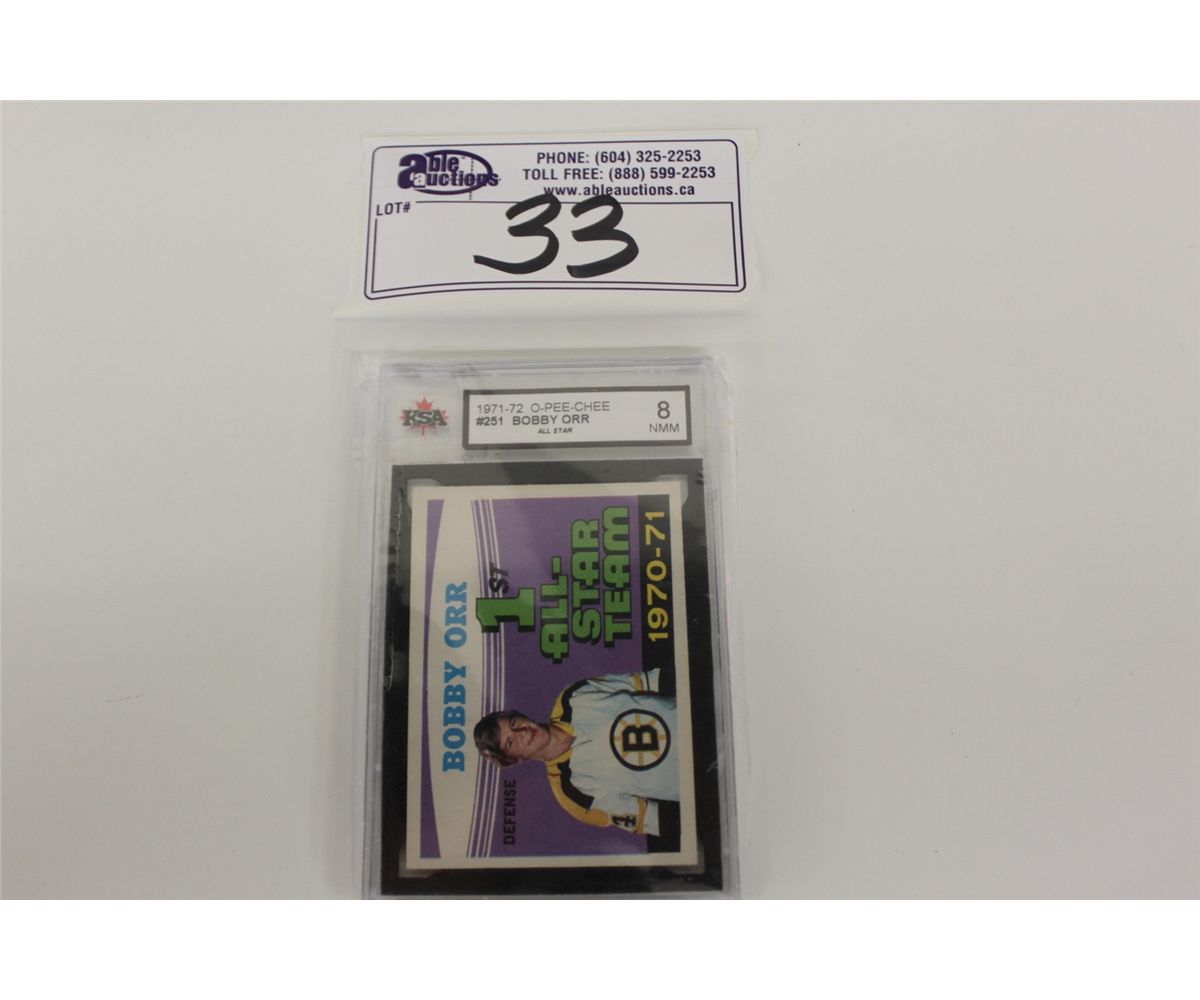 able auctions
PHONE: (604) 325-2253
TOLL FREE: (888) 599-2253
www.ableauctions.ca
LOT#
33
KSA
1971-72 O-PEE-CHEE
#251 BOBBY ORR
ALL STAR
8
NMM
BOBBY ORR
1ST
ALL-
STAR
TEAM
1970-71
DEFENSE
B
4